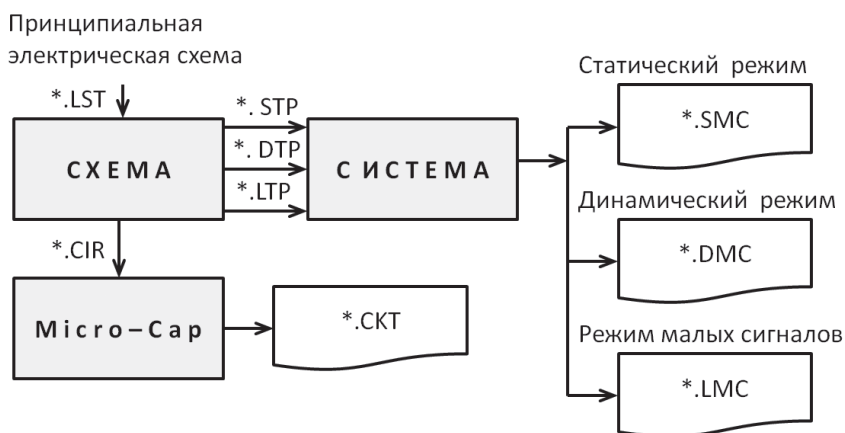 Принципиальная
электрическая схема
*.LST
СХЕМА
*. STP
*. DTP
*.LTP
СИСТЕМА
*.CIR
Micro–Cap
*.CKT
Статический режим
*.SMC
Динамический режим
*.DMC
Режим малых сигналов
*.LMC